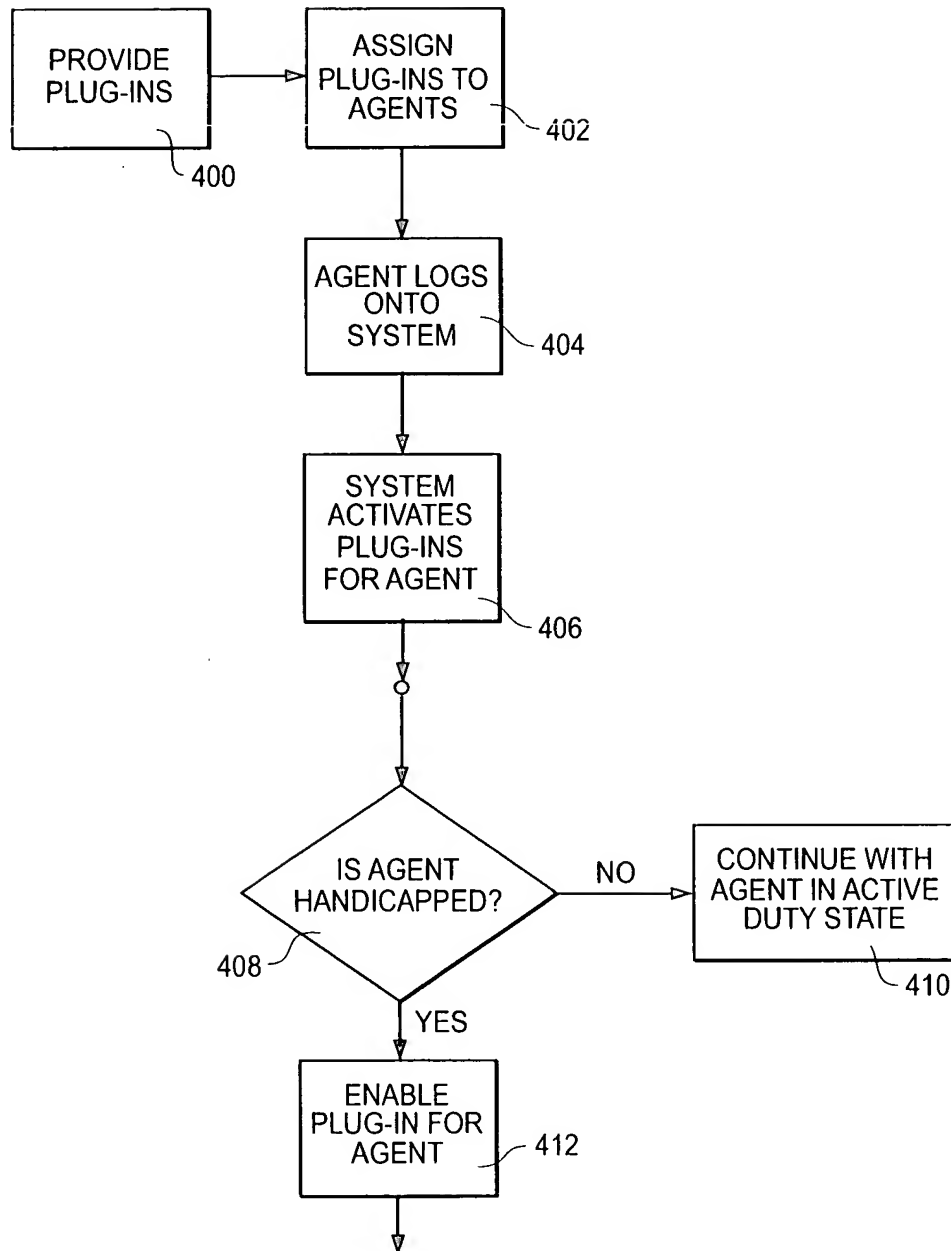 PROVIDE
PLUG-INS
400
ASSIGN
PLUG-INS TO
AGENTS
402
AGENT LOGS
ONTO
SYSTEM
404
SYSTEM
ACTIVATES
PLUG-INS
FOR AGENT
406
IS AGENT
HANDICAPPED?
408
NO
CONTINUE WITH
AGENT IN ACTIVE
DUTY STATE
410
YES
ENABLE
PLUG-IN FOR
AGENT
412